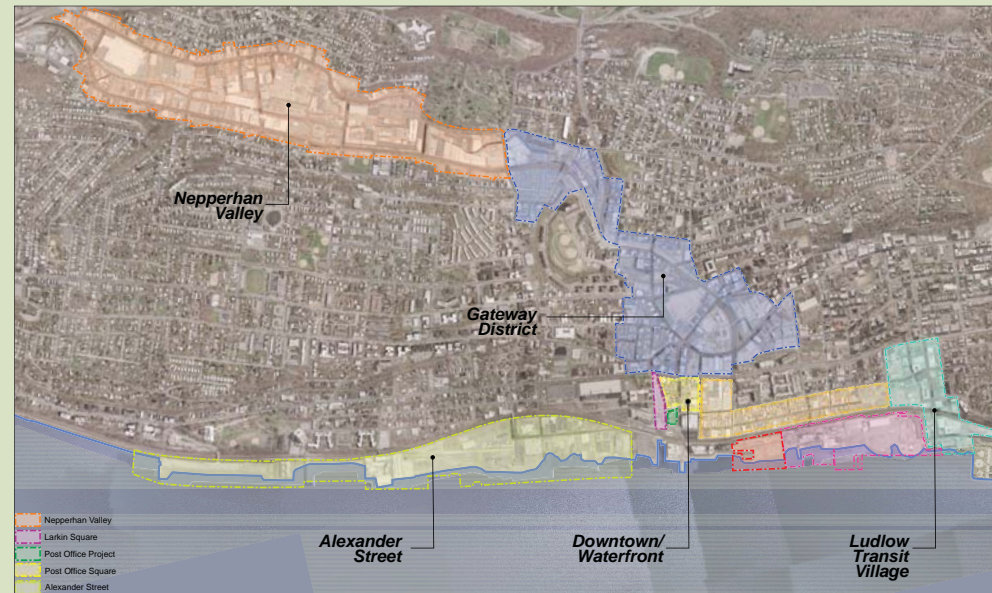 Nepperhan
Valley
Gateway
District
Alexander
Street
Downtown/
Waterfront
Ludlow
Transit
Village
Nepperhan Valley
Larkin Square
Post Office Project
Post Office Square
Alexander Street